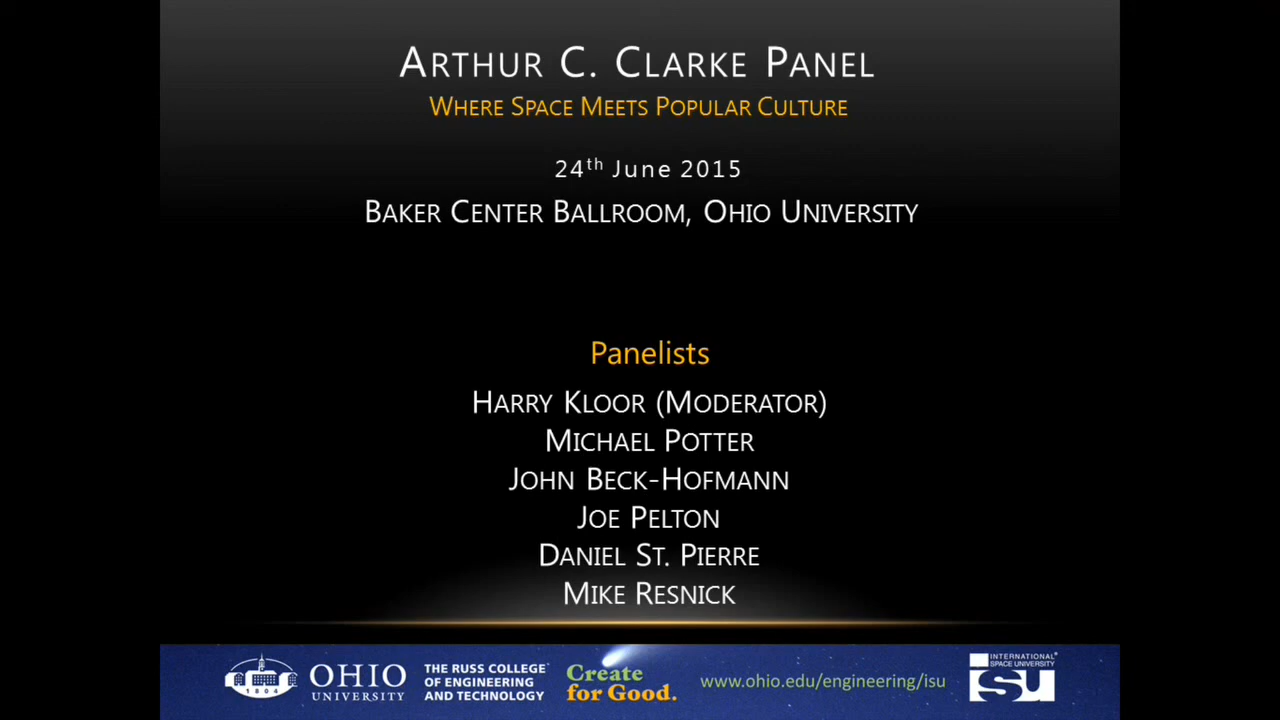 ARTHUR C. CLARKE PANEL
WHERE SPACE MEETS POPULAR CULTURE
24th June 2015
BAKER CENTER BALLROOM, OHIO UNIVERSITY
Panelists
HARRY KLOOR (MODERATOR)
MICHAEL POTTER
JOHN BECK-HOFMANN
JOE PELTON
DANIEL ST. PIERRE
MIKE RESNICK
1804
OHIO
UNIVERSITY
THE RUSS COLLEGE
OF ENGINEERING
AND TECHNOLOGY
Create
for Good.
www.ohio.edu/engineering/isu
INTERNATIONAL
SPACE UNIVERSITY
isu